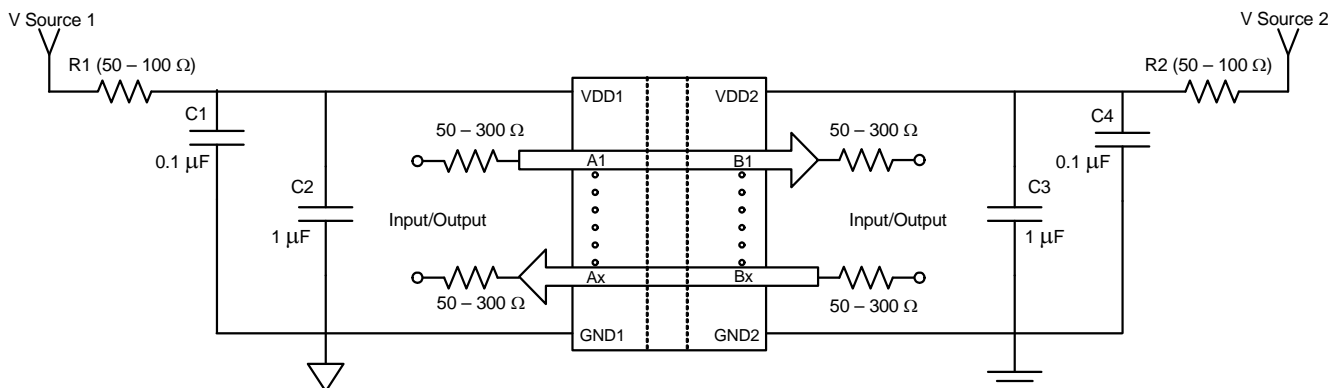 V Source 1
V Source 2
R1 (50 – 100 Ω)
R2 (50 – 100 Ω)
VDD1
VDD2
C1
C4
50 – 300 Ω
50 – 300 Ω
0.1 μF
0.1 μF
A1
B1
C2
C3
Input/Output
Input/Output
1 μF
1 μF
Ax
Bx
50 – 300 Ω
50 – 300 Ω
GND1
GND2